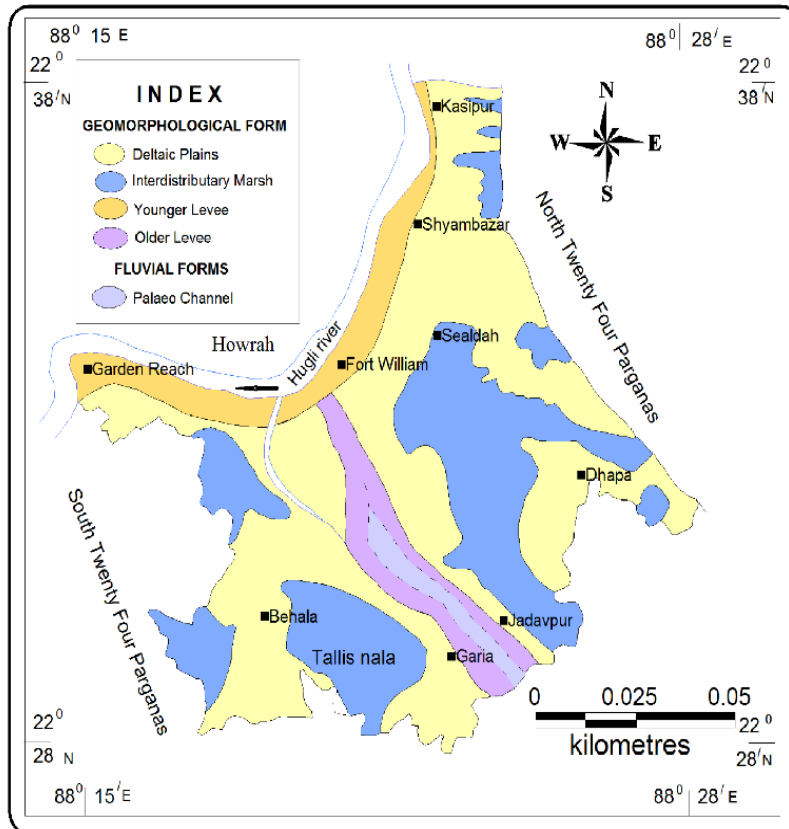 88⁰ 15 E
88⁰ 28′ E
22⁰
38′ N
22⁰
38′ N
INDEX
GEOMORPHOLOGICAL FORM
Deltaic Plains
Interdistributary Marsh
Younger Levee
Older Levee
FLUVIAL FORMS
Palaeo Channel
N
W
E
S
Kasipur
Shyambazar
North Twenty Four Parganas
Sealdah
Howrah
Hugli river
Fort William
Garden Reach
Dhapa
South Twenty Four Parganas
Behala
Jadavpur
Tallis nala
Garia
0 0.025 0.05
kilometres
22⁰
28 N
22⁰
28′ N
88⁰ 15′ E
88⁰ 28′ E